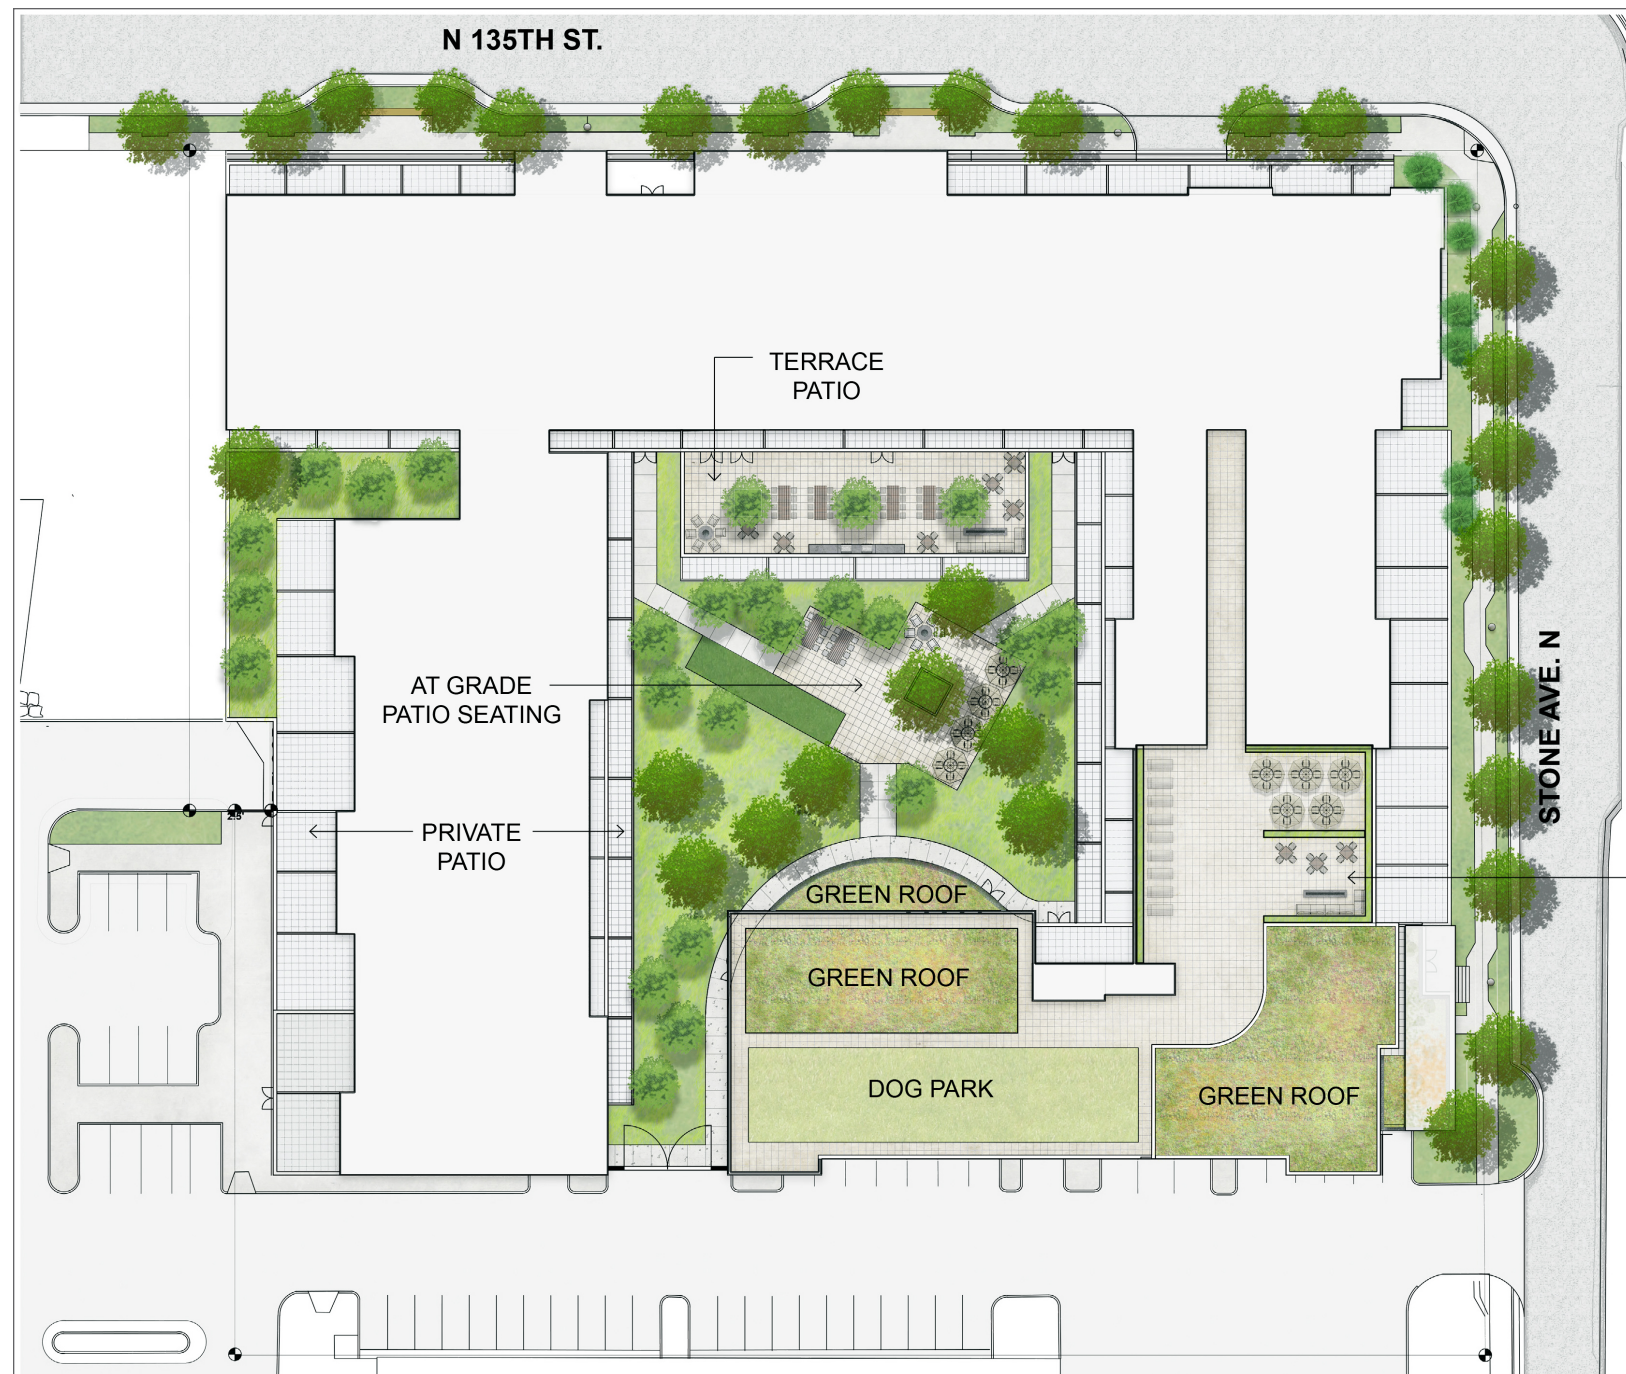 N 135TH ST.
TERRACE
PATIO
AT GRADE
PATIO SEATING
STONE AVE. N
PRIVATE
PATIO
GREEN ROOF
GREEN ROOF
DOG PARK
GREEN ROOF